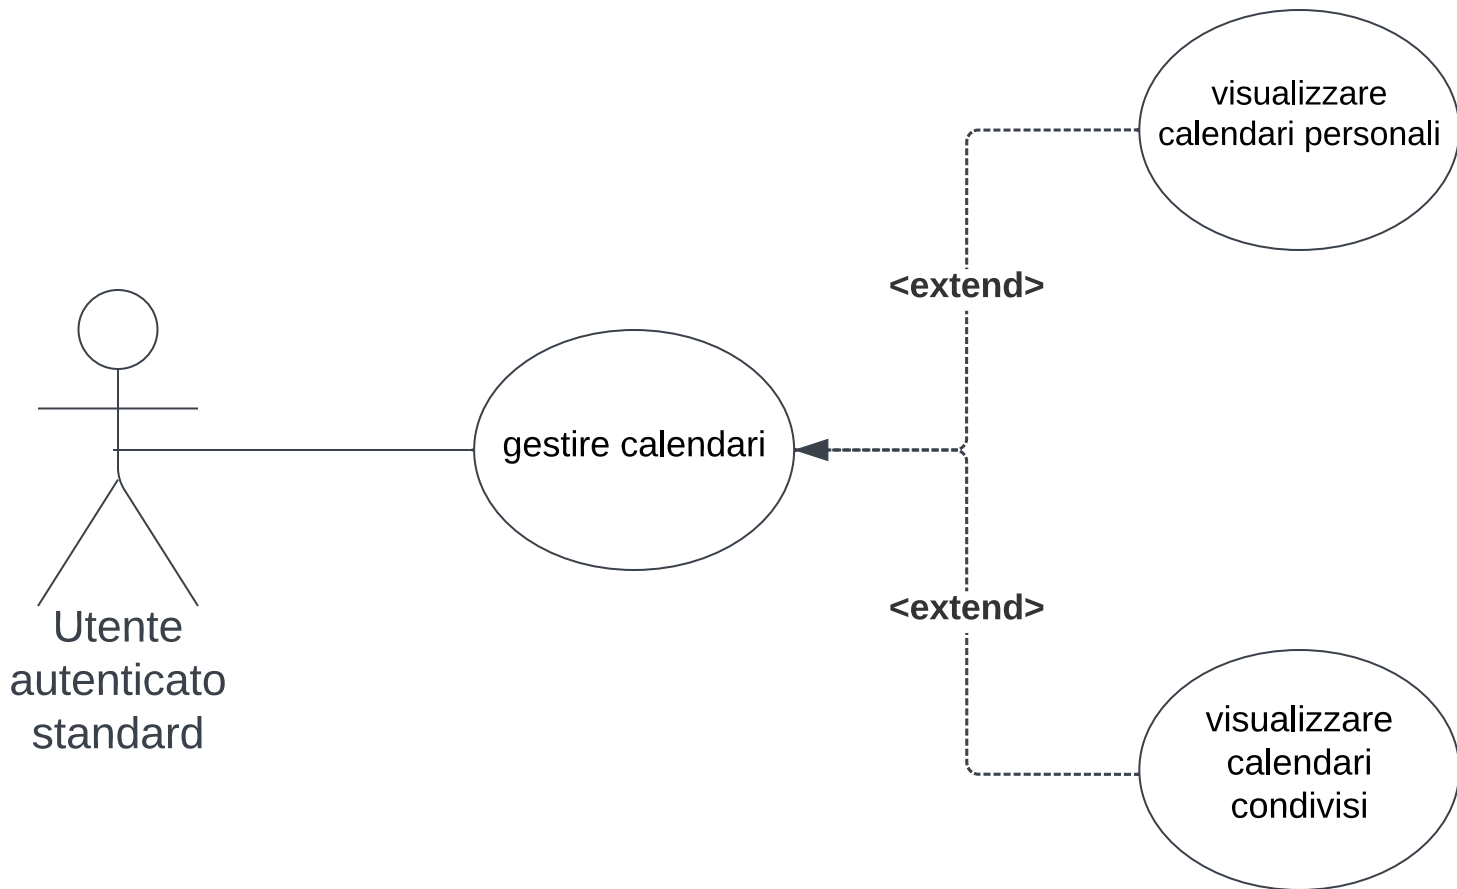 visualizzare
calendari personali
<extend>
gestire calendari
<extend>
Utente
autenticato
standard
visualizzare
calendari
condivisi